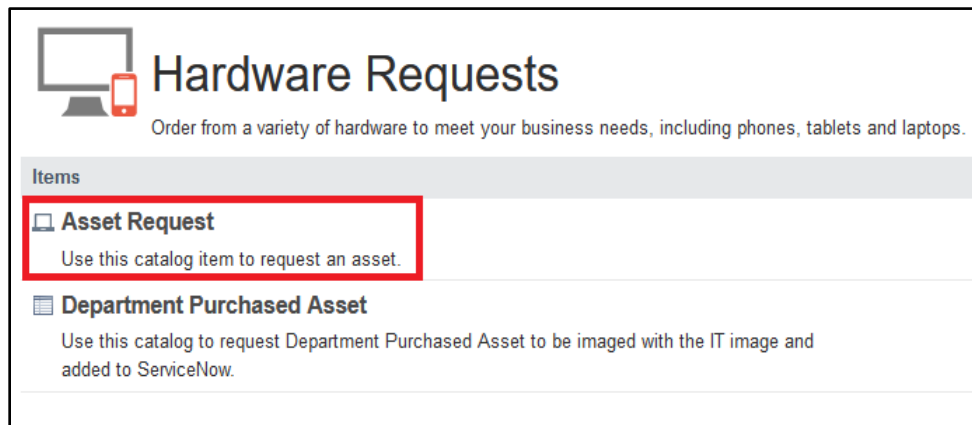 Hardware Requests
Order from a variety of hardware to meet your business needs, including phones, tablets and laptops.
Items
Asset Request
Use this catalog item to request an asset.
Department Purchased Asset
Use this catalog to request Department Purchased Asset to be imaged with the IT image and
added to ServiceNow.